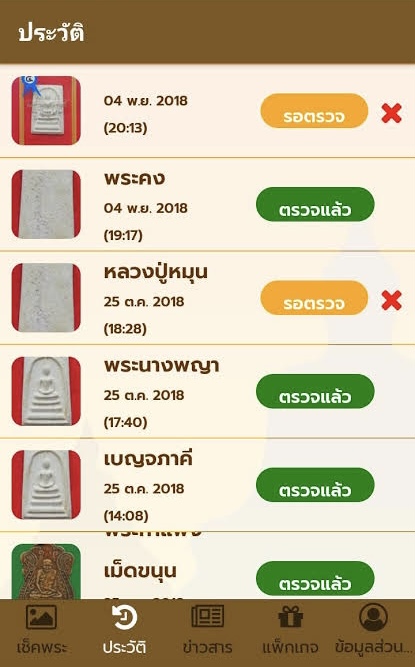 ประวัติ
04 พ.ย. 2018
(20:13)
รอตรวจ
พระคง
04 พ.ย. 2018
(19:17)
ตรวจแล้ว
หลวงปู่หมุน
25 ต.ค. 2018
(18:28)
รอตรวจ
พระนางพญา
25 ต.ค. 2018
(17:40)
ตรวจแล้ว
เบญจภาคี
25 ต.ค. 2018
(14:08)
ตรวจแล้ว
เม็ดขนุน
ตรวจแล้ว
เช็คพระ
ประวัติ
ข่าวสาร
แพ็กเกจ
ข้อมูลส่วน...